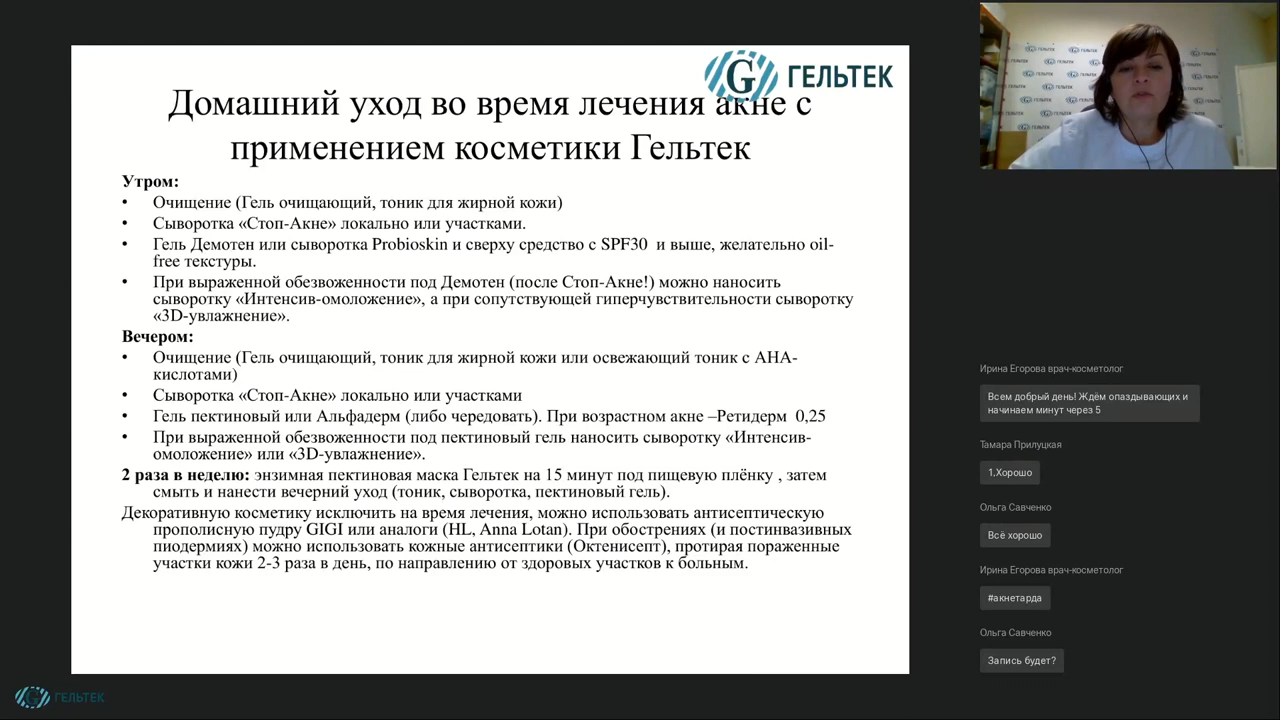 ГЕЛЬТЕК
Домашний уход во время лечения акне с
применением косметики Гельтек
Утром:
• Очищение (Гель очищающий, тоник для жирной кожи)
• Сыворотка «Стоп-Акне» локально или участками.
• Гель Демотен или сыворотка Probioskin и сверху средство с SPF30 и выше, желательно oil-
free текстуры.
• При выраженной обезвоженности под Демотен (после Стоп-Акне!) можно наносить
сыворотку «Интенсив-омоложение», а при сопутствующей гиперчувствительности сыворотку
«3D-увлажнение».
Вечером:
• Очищение (Гель очищающий, тоник для жирной кожи или освежающий тоник с АНА-
кислотами)
• Сыворотка «Стоп-Акне» локально или участками
• Гель пектиновый или Альфадерм (либо чередовать). При возрастном акне –Ретидерм 0,25
• При выраженной обезвоженности под пектиновый гель наносить сыворотку «Интенсив-
омоложение» или «3D-увлажнение».
2 раза в неделю: энзимная пектиновая маска Гельтек на 15 минут под пищевую плёнку , затем
смыть и нанести вечерний уход (тоник, сыворотка, пектиновый гель).
Декоративную косметику исключить на время лечения, можно использовать антисептическую
прополисную пудру GIGI или аналоги (HL, Anna Lotan). При обострениях (и постинвазивных
пиодермиях) можно использовать кожные антисептики (Октенисепт), протирая пораженные
участки кожи 2-3 раза в день, по направлению от здоровых участков к больным.
ГЕЛЬТЕК
Ирина Егорова врач-косметолог
Всем добрый день! Ждём опаздывающих и
начинаем минут через 5
Тамара Прилуцкая
1,Хорошо
Ольга Савченко
Всё хорошо
Ирина Егорова врач-косметолог
#акнетарда
Ольга Савченко
Запись будет?